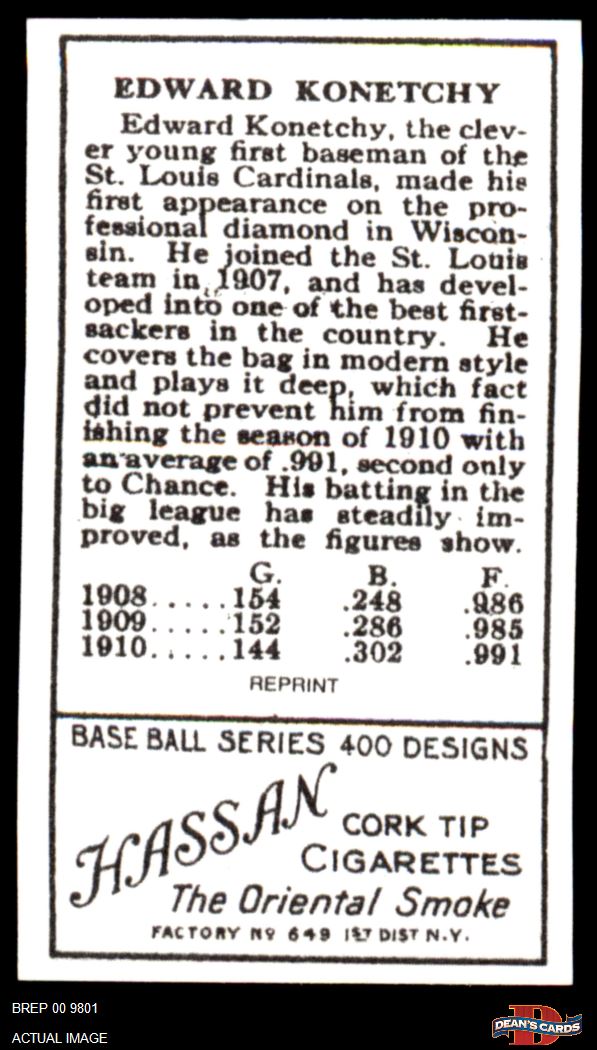 EDWARD KONETCHY
Edward Konetchy, the clev-
er young first baseman of the
St. Louis Cardinals, made his
first appearance on the pro-
fessional diamond in Wiscon-
sin. He joined the St. Louis
team in 1907, and has devel-
oped into one of the best first-
sackers in the country. He
covers the bag in modern style
and plays it deep, which fact
did not prevent him from fin-
ishing the season of 1910 with
an average of .991, second only
to Chance. His batting in the
big league has steadily im-
proved, as the figures show.
G. B. F.
1908.....154 .248 .986
1909.....152 .286 .985
1910.....144 .302 .991
REPRINT
BASE BALL SERIES 400 DESIGNS
HASSAN
CORK TIP
CIGARETTES
The Oriental Smoke
FACTORY No 649 1ST DIST N.Y.
BREP 00 9801
ACTUAL IMAGE
D
DEAN'S CARDS